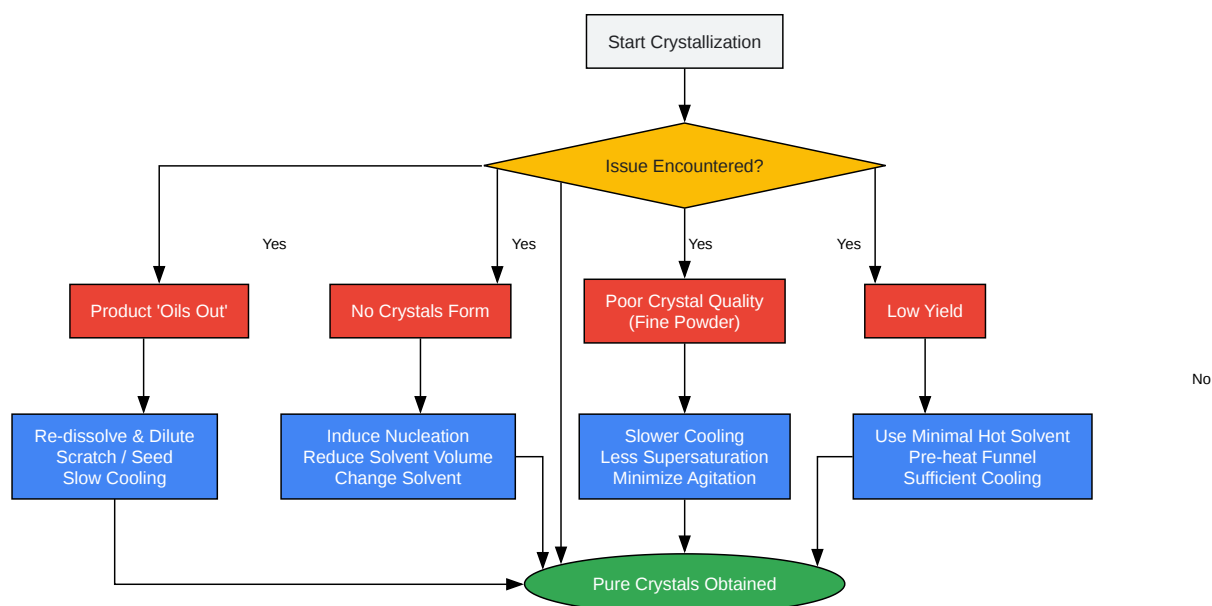 Start Crystallization
Issue Encountered?
Yes
Yes
Yes
Yes
Product 'Oils Out'
No Crystals Form
Poor Crystal Quality
(Fine Powder)
Low Yield
No
Re-dissolve & Dilute
Scratch / Seed
Slow Cooling
Induce Nucleation
Reduce Solvent Volume
Change Solvent
Slower Cooling
Less Supersaturation
Minimize Agitation
Use Minimal Hot Solvent
Pre-heat Funnel
Sufficient Cooling
Pure Crystals Obtained